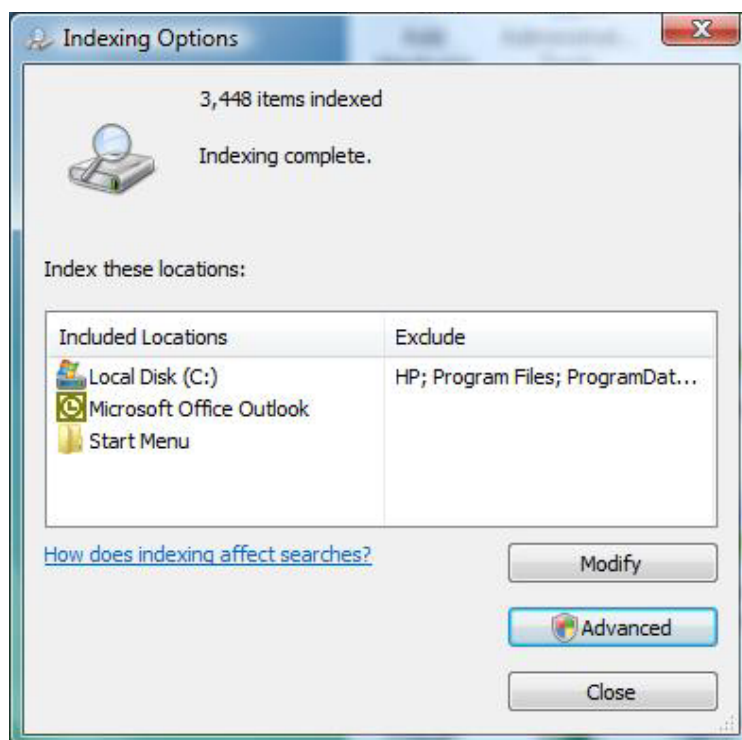 Indexing Options
3,448 items indexed
Indexing complete.
Index these locations:
Included Locations Exclude
Local Disk (C:) HP; Program Files; ProgramDat...
Microsoft Office Outlook
Start Menu
How does indexing affect searches?
Modify
Advanced
Close